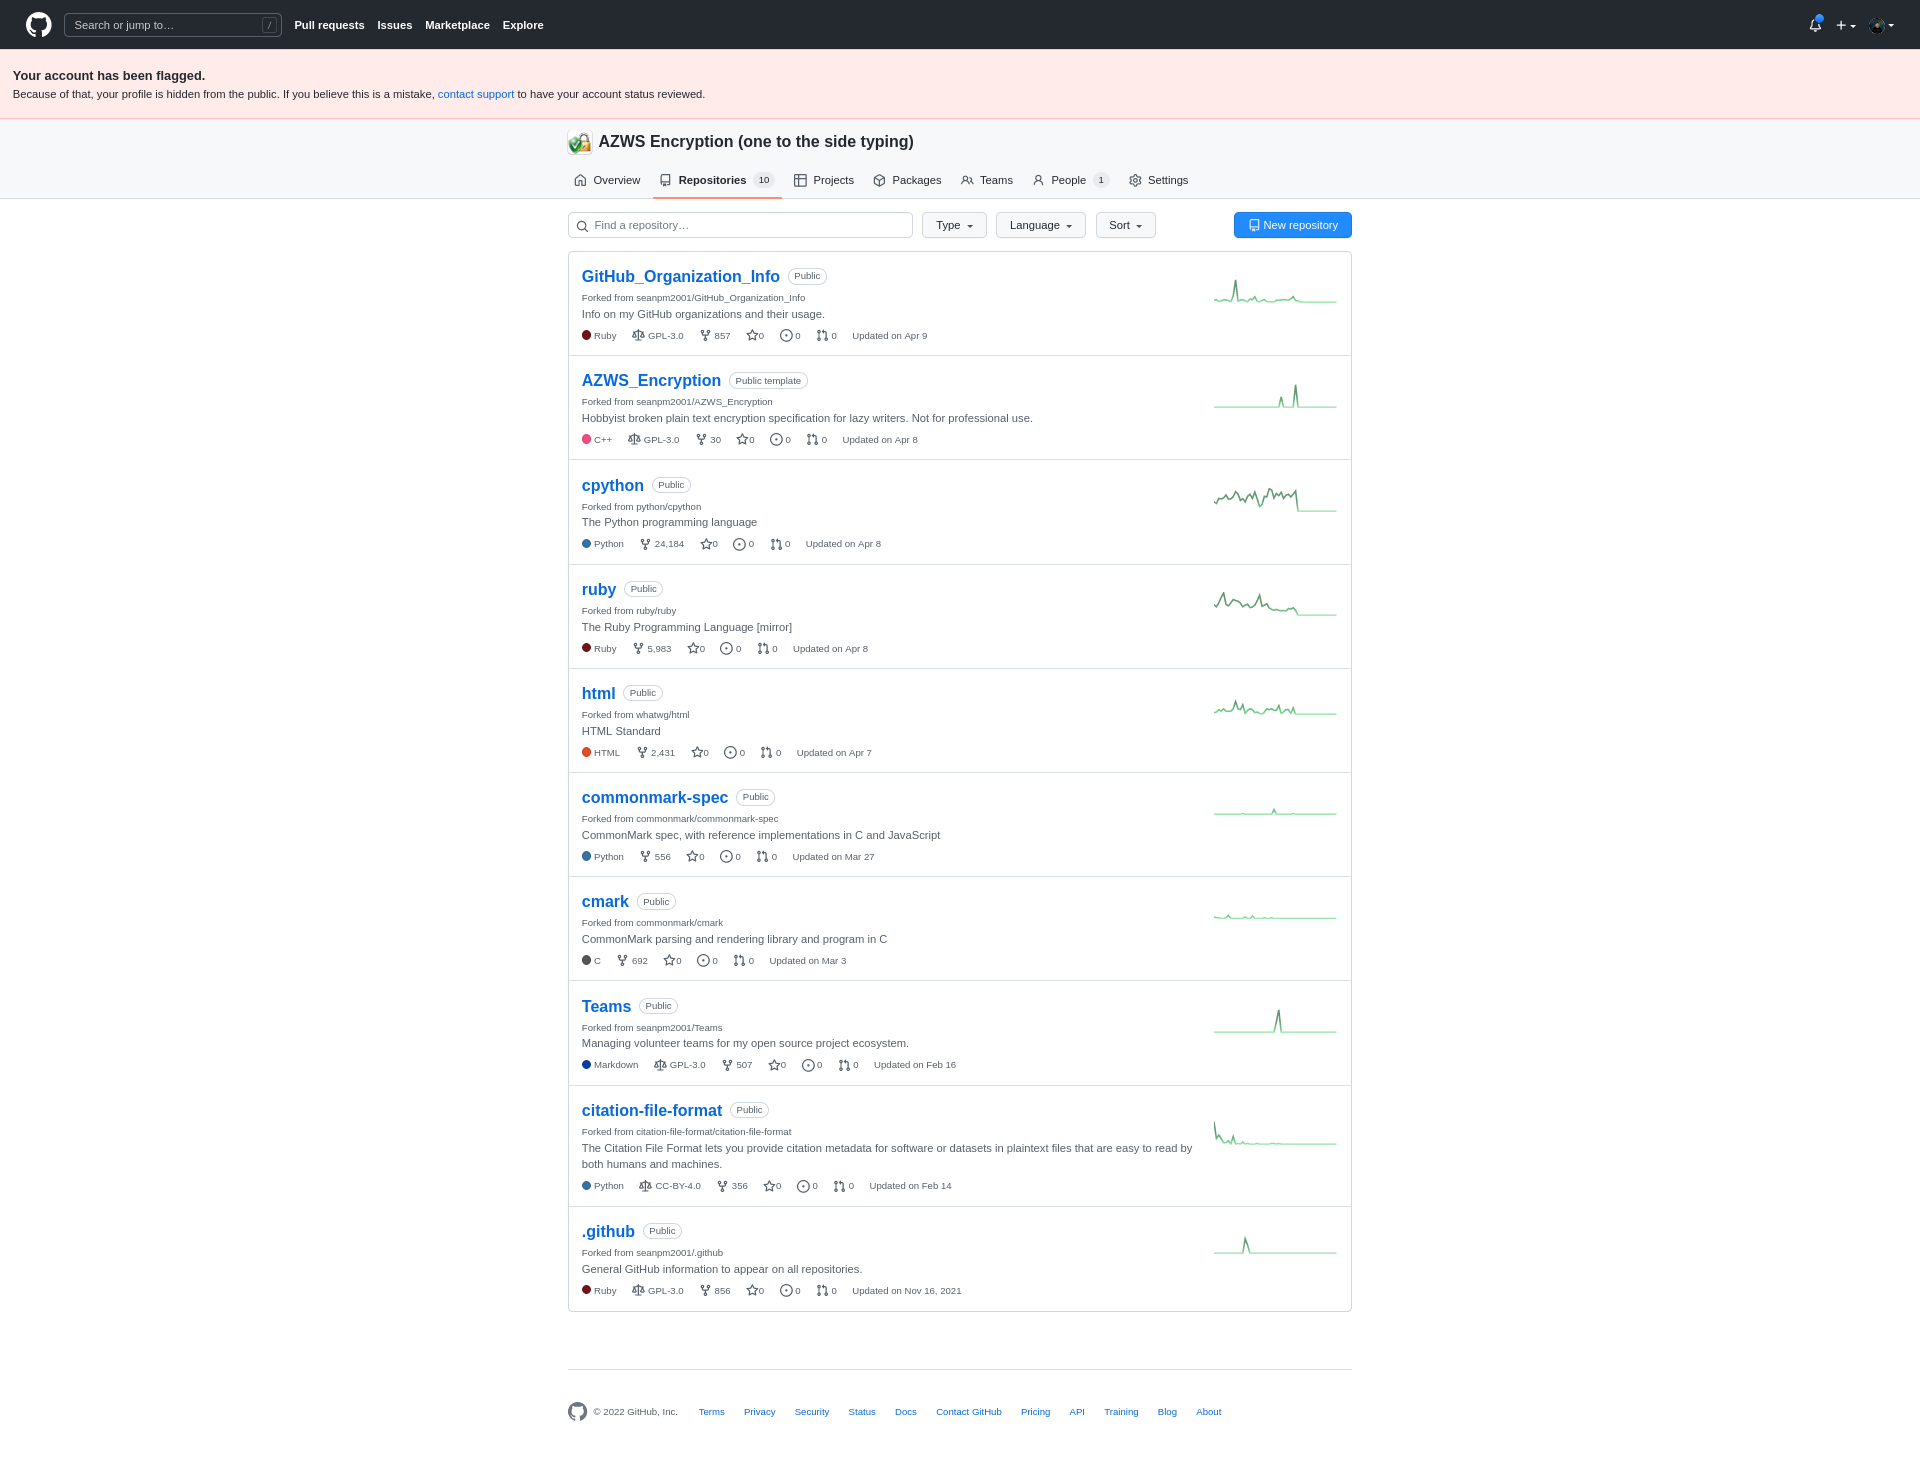 Search or jump to… /
Pull requests Issues Marketplace Explore
Your account has been flagged.
Because of that, your profile is hidden from the public. If you believe this is a mistake, contact support to have your account status reviewed.
AZWS Encryption (one to the side typing)
Overview Repositories 10 Projects Packages Teams People 1 Settings
Find a repository… Type Language Sort New repository
GitHub_Organization_Info Public
Forked from seanpm2001/GitHub_Organization_Info
Info on my GitHub organizations and their usage.
Ruby GPL-3.0 857 0 0 0 Updated on Apr 9
AZWS_Encryption Public template
Forked from seanpm2001/AZWS_Encryption
Hobbyist broken plain text encryption specification for lazy writers. Not for professional use.
C++ GPL-3.0 30 0 0 0 Updated on Apr 8
cpython Public
Forked from python/cpython
The Python programming language
Python 24,184 0 0 0 Updated on Apr 8
ruby Public
Forked from ruby/ruby
The Ruby Programming Language [mirror]
Ruby 5,983 0 0 0 Updated on Apr 8
html Public
Forked from whatwg/html
HTML Standard
HTML 2,431 0 0 0 Updated on Apr 7
commonmark-spec Public
Forked from commonmark/commonmark-spec
CommonMark spec, with reference implementations in C and JavaScript
Python 556 0 0 0 Updated on Mar 27
cmark Public
Forked from commonmark/cmark
CommonMark parsing and rendering library and program in C
C 692 0 0 0 Updated on Mar 3
Teams Public
Forked from seanpm2001/Teams
Managing volunteer teams for my open source project ecosystem.
Markdown GPL-3.0 507 0 0 0 Updated on Feb 16
citation-file-format Public
Forked from citation-file-format/citation-file-format
The Citation File Format lets you provide citation metadata for software or datasets in plaintext files that are easy to read by
both humans and machines.
Python CC-BY-4.0 356 0 0 0 Updated on Feb 14
.github Public
Forked from seanpm2001/.github
General GitHub information to appear on all repositories.
Ruby GPL-3.0 856 0 0 0 Updated on Nov 16, 2021
© 2022 GitHub, Inc. Terms Privacy Security Status Docs Contact GitHub Pricing API Training Blog About